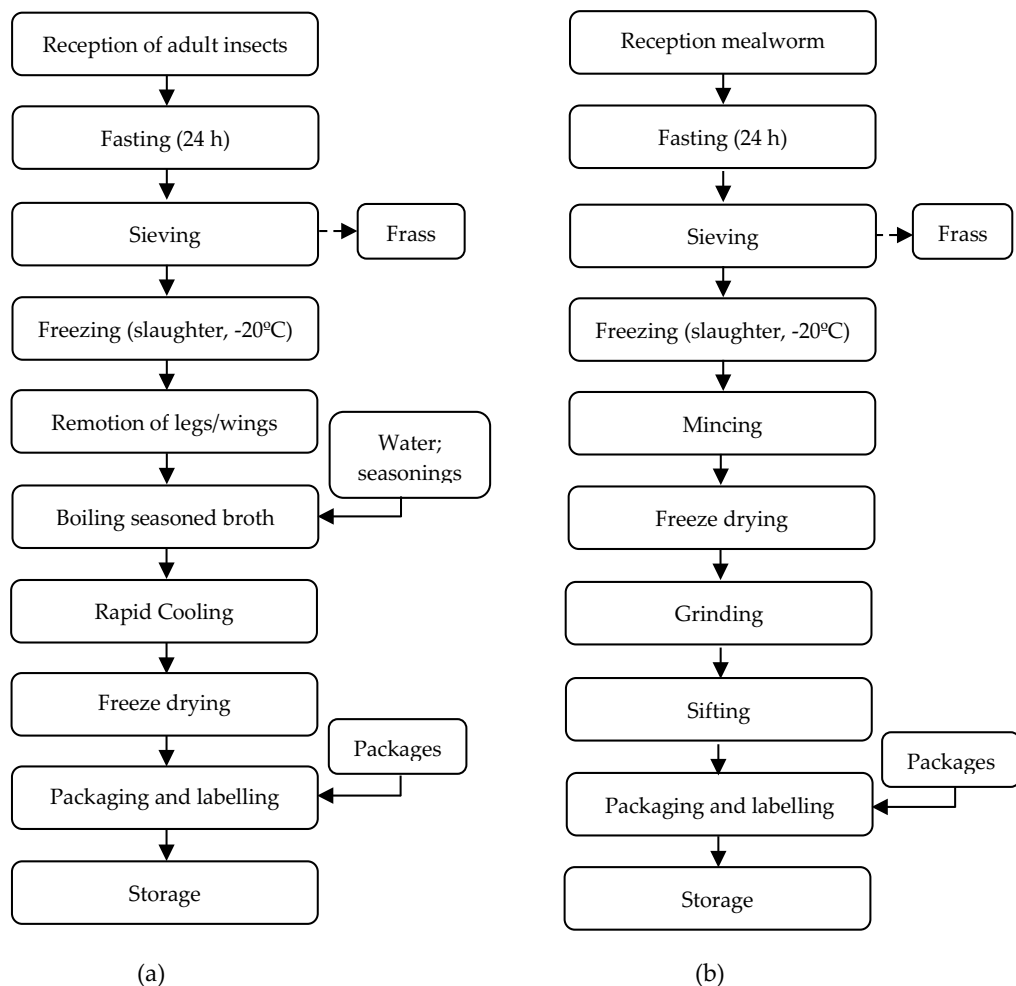 Reception of adult insects
Fasting (24 h)
Sieving
Frass
Freezing (slaughter, -20ºC)
Remotion of legs/wings
Water;
seasonings
Boiling seasoned broth
Rapid Cooling
Freeze drying
Packages
Packaging and labelling
Storage
(a)
Reception mealworm
Fasting (24 h)
Sieving
Frass
Freezing (slaughter, -20ºC)
Mincing
Freeze drying
Grinding
Sifting
Packages
Packaging and labelling
Storage
(b)